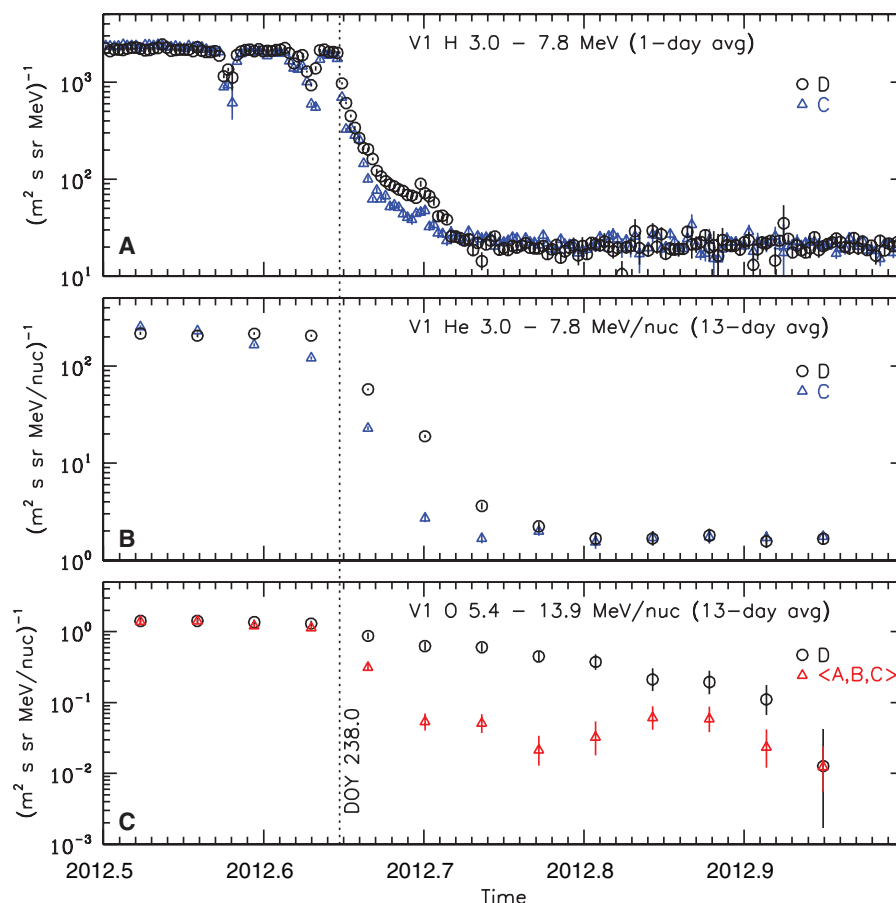 V1 H 3.0 – 7.8 MeV (1-day avg)
D
C
(m² s sr MeV)⁻¹
10³
10²
10¹
A
V1 He 3.0 – 7.8 MeV/nuc (13-day avg)
D
C
(m² s sr MeV/nuc)⁻¹
10²
10¹
10⁰
B
V1 O 5.4 – 13.9 MeV/nuc (13-day avg)
D
<A,B,C>
(m² s sr MeV/nuc)⁻¹
10⁰
10⁻¹
10⁻²
10⁻³
C
DOY 238.0
2012.5 2012.6 2012.7 2012.8 2012.9
Time